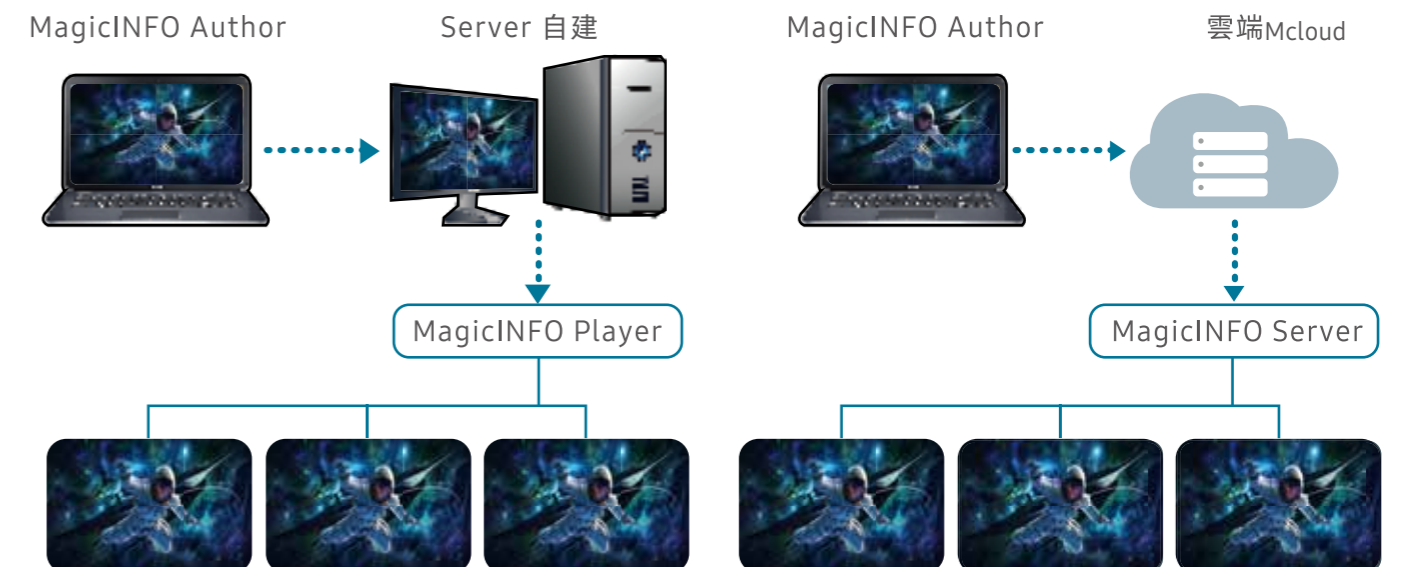 MagicINFO Author
Server 自建
MagicINFO Author
雲端Mcloud
MagicINFO Player
MagicINFO Server